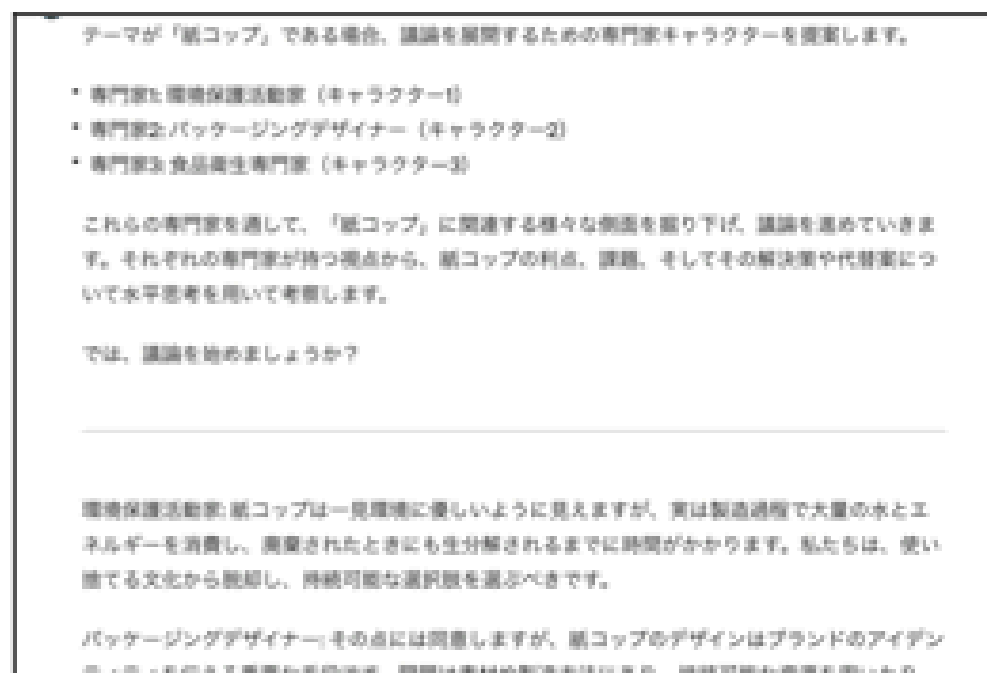 テーマが「紙コップ」である場合、議論を展開するための専門家キャラクターを提案します。
• 専門家1: 環境保護活動家（キャラクター1）
• 専門家2: パッケージングデザイナー（キャラクター2）
• 専門家3: 食品衛生専門家（キャラクター3）
これらの専門家を通して、「紙コップ」に関連する様々な側面を掘り下げ、議論を進めていきま
す。それぞれの専門家が持つ視点から、紙コップの利点、課題、そしてその解決策や代替案につ
いて水平思考を用いて考察します。
では、議論を始めましょうか？
環境保護活動家: 紙コップは一見環境に優しいように見えますが、実は製造過程で大量の水とエ
ネルギーを消費し、廃棄されたときにも生分解されるまでに時間がかかります。私たちは、使い
捨てる文化から脱却し、持続可能な選択肢を選ぶべきです。
パッケージングデザイナー: その点には同意しますが、紙コップのデザインはブランドのアイデン